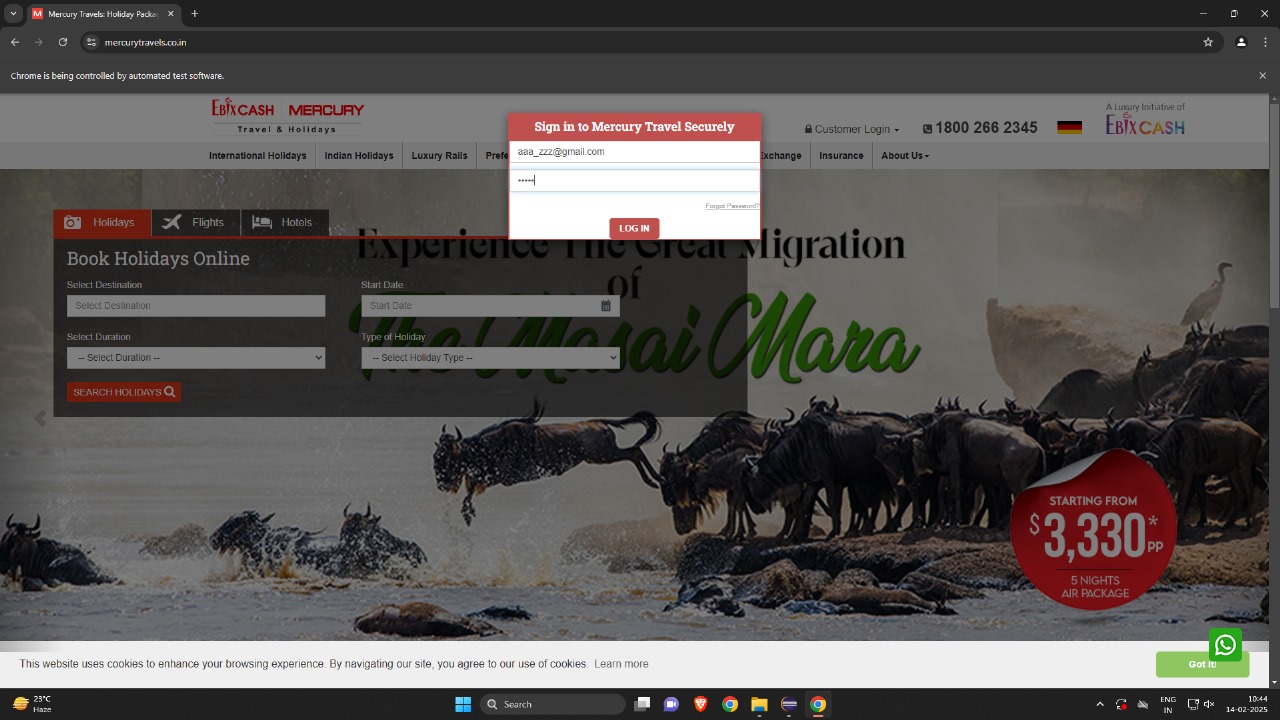 Mercury Travels: Holiday Packa
mercurytravels.co.in
Chrome is being controlled by automated test software.
EbixCASH MERCURY
Travel & Holidays
Customer Login
1800 266 2345
A Luxury Initiative of
EbixCASH
International Holidays
Indian Holidays
Luxury Rails
Prefe
Exchange
Insurance
About Us
Sign in to Mercury Travel Securely
aaa_zzz@gmail.com
•••••
Forgot Password?
LOG IN
Holidays
Flights
Hotels
Experience The Great Migration
of
The Masai Mara
Book Holidays Online
Select Destination
Start Date
Select Destination
Start Date
Select Duration
Type of Holiday
-- Select Duration --
-- Select Holiday Type --
SEARCH HOLIDAYS
STARTING FROM
$3,330*
PP
5 NIGHTS
AIR PACKAGE
This website uses cookies to enhance your browsing experience. By navigating our site, you agree to our use of cookies. Learn more
Got it!
23°C
Haze
Search
ENG
IN
10:44
14-02-2025